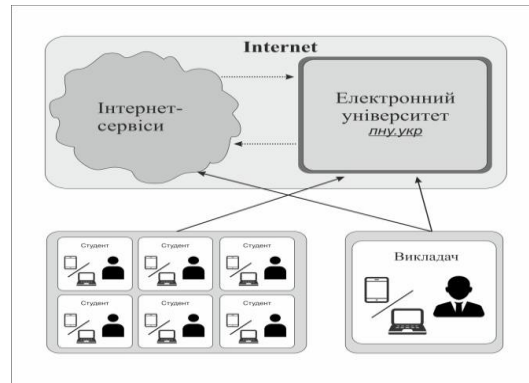 Internet
Інтернет-
сервіси
Електронний
університет
пну.укр
Студент
Студент
Студент
Студент
Студент
Студент
Викладач